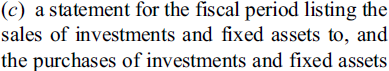 (c) a statement for the fiscal period listing the
sales of investments and fixed assets to, and
the purchases of investments and fixed assets